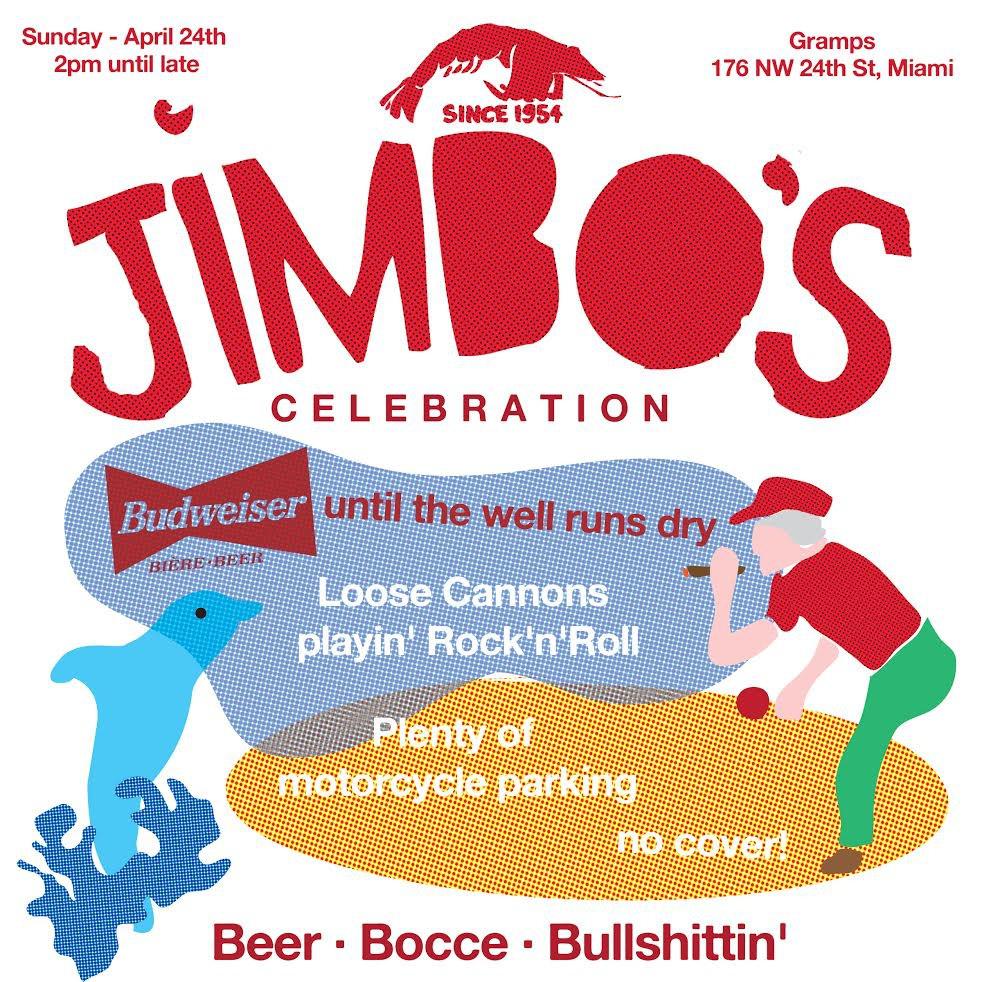 Sunday - April 24th
2pm until late
Gramps
176 NW 24th St, Miami
SINCE 1954
JIMBO'S
CELEBRATION
Budweiser
BIÈRE·BEER
until the well runs dry
Loose Cannons
playin' Rock'n'Roll
Plenty of
motorcycle parking
no cover!
Beer · Bocce · Bullshittin'